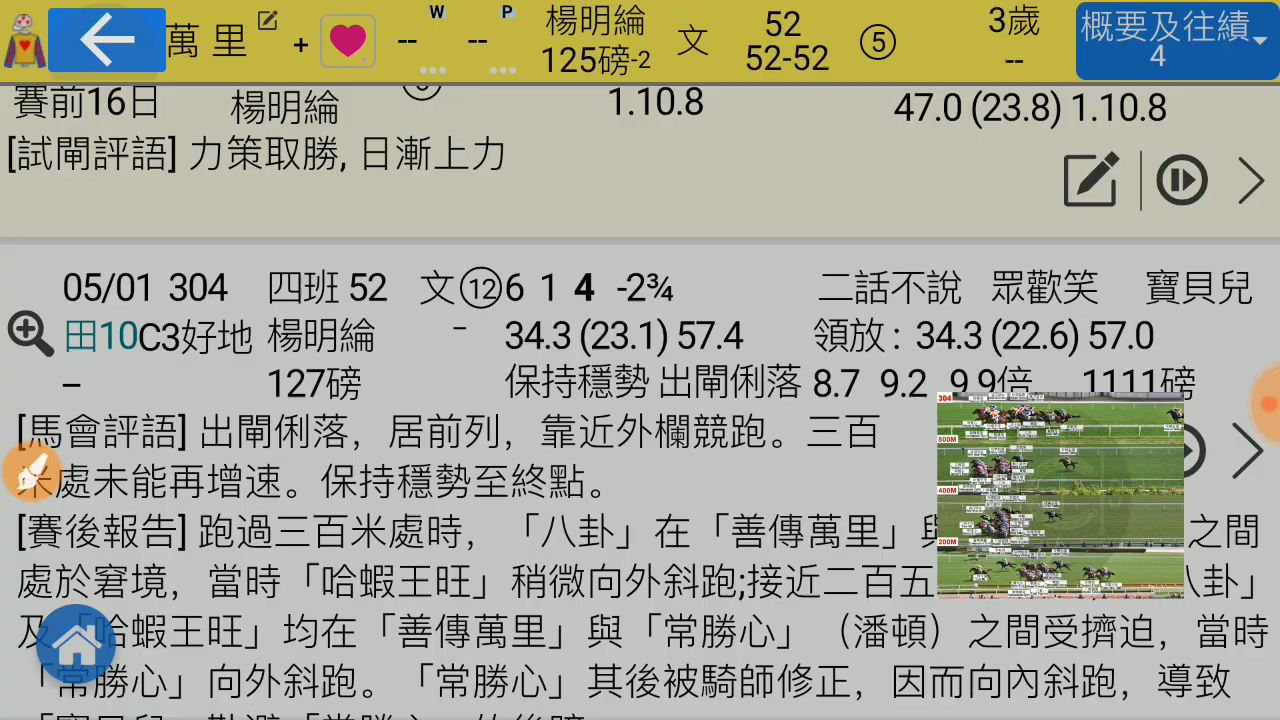 W P
萬里 + -- -- 楊明綸 文 52 5 3歲 概要及往績
125磅-2 52-52 -- 4
賽前16日 楊明綸 1.10.8 47.0 (23.8) 1.10.8
[試閘評語] 力策取勝, 日漸上力
05/01 304 四班 52 文 12 6 1 4 -2¾ 二話不說 眾歡笑 寶貝兒
田10C3好地 楊明綸 - 34.3 (23.1) 57.4 領放 : 34.3 (22.6) 57.0
– 127磅 保持穩勢 出閘俐落 8.7 9.2 9.9倍 1111磅
[馬會評語] 出閘俐落，居前列，靠近外欄競跑。三百
米處未能再增速。保持穩勢至終點。
[賽後報告] 跑過三百米處時，「八卦」在「善傳萬里」與 之間
處於窘境，當時「哈蝦王旺」稍微向外斜跑;接近二百五 八卦」
及「哈蝦王旺」均在「善傳萬里」與「常勝心」（潘頓）之間受擠迫，當時
「常勝心」向外斜跑。「常勝心」其後被騎師修正，因而向內斜跑，導致
304
800M
400M
200M